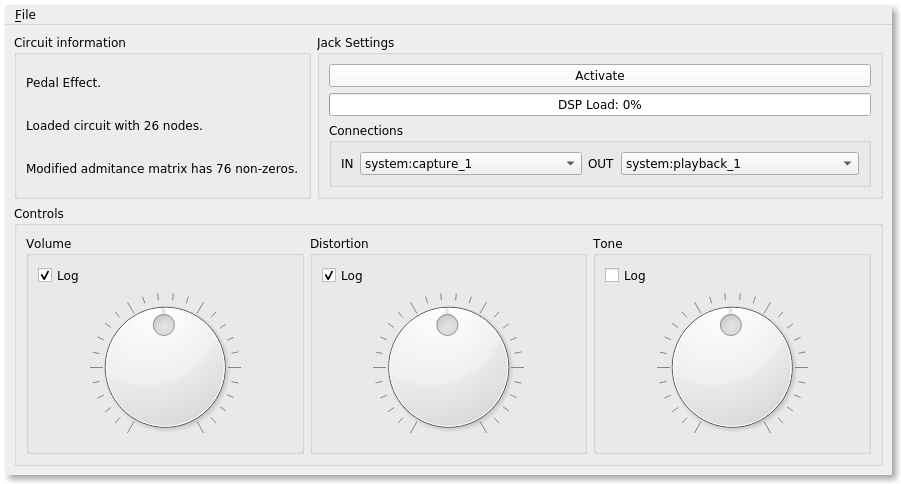 File
Circuit information
Pedal Effect.
Loaded circuit with 26 nodes.
Modified admitance matrix has 76 non-zeros.
Jack Settings
Activate
DSP Load: 0%
Connections
IN system:capture_1 OUT system:playback_1
Controls
Volume
Log
Distortion
Log
Tone
Log